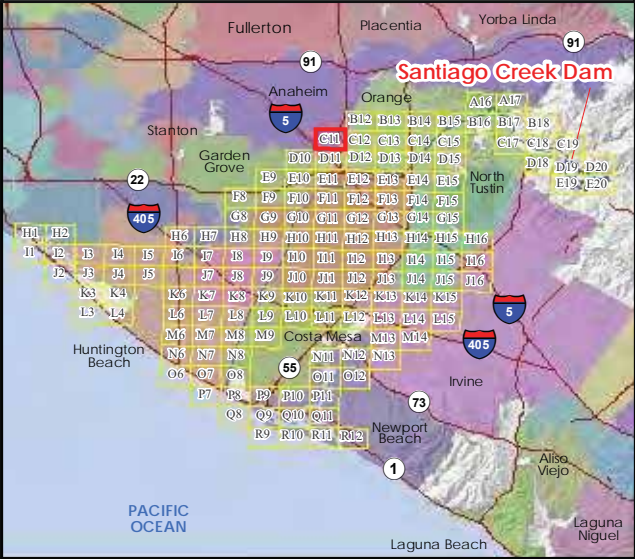 Fullerton
Placentia
Yorba Linda
91
91
Santiago Creek Dam
Anaheim
Orange
5
A16 A17
B12 B13 B14 B15 B16 B17 B18
Stanton
C11 C12 C13 C14 C15 C17 C18 C19
Garden
Grove
D10 D11 D12 D13 D14 D15 D18 D19 D20
North
Tustin
E9 E10 E11 E12 E13 E14 E15 E19 E20
22
F8 F9 F10 F11 F12 F13 F14 F15
405
G8 G9 G10 G11 G12 G13 G14 G15
H1 H2 H6 H7 H8 H9 H10 H11 H12 H13 H14 H15 H16
I1 I2 I3 I4 I5 I6 I7 I8 I9 I10 I11 I12 I13 I14 I15 I16
J2 J3 J4 J5 J7 J8 J9 J10 J11 J12 J13 J14 J15 J16
K3 K4 K6 K7 K8 K9 K10 K11 K12 K13 K14 K15
5
L3 L4 L6 L7 L8 L9 L10 L11 L12 L13 L14 L15
M6 M7 M8 M9 Costa Mesa M13 M14
405
Huntington
Beach
N6 N7 N8 N11 N12 N13
55
O6 O7 O8 O11 O12
Irvine
P7 P8 P9 P10 P11
73
Q8 Q9 Q10 Q11
Newport
Beach
R9 R10 R11 R12
1
Aliso
Viejo
PACIFIC
OCEAN
Laguna
Niguel
Laguna Beach